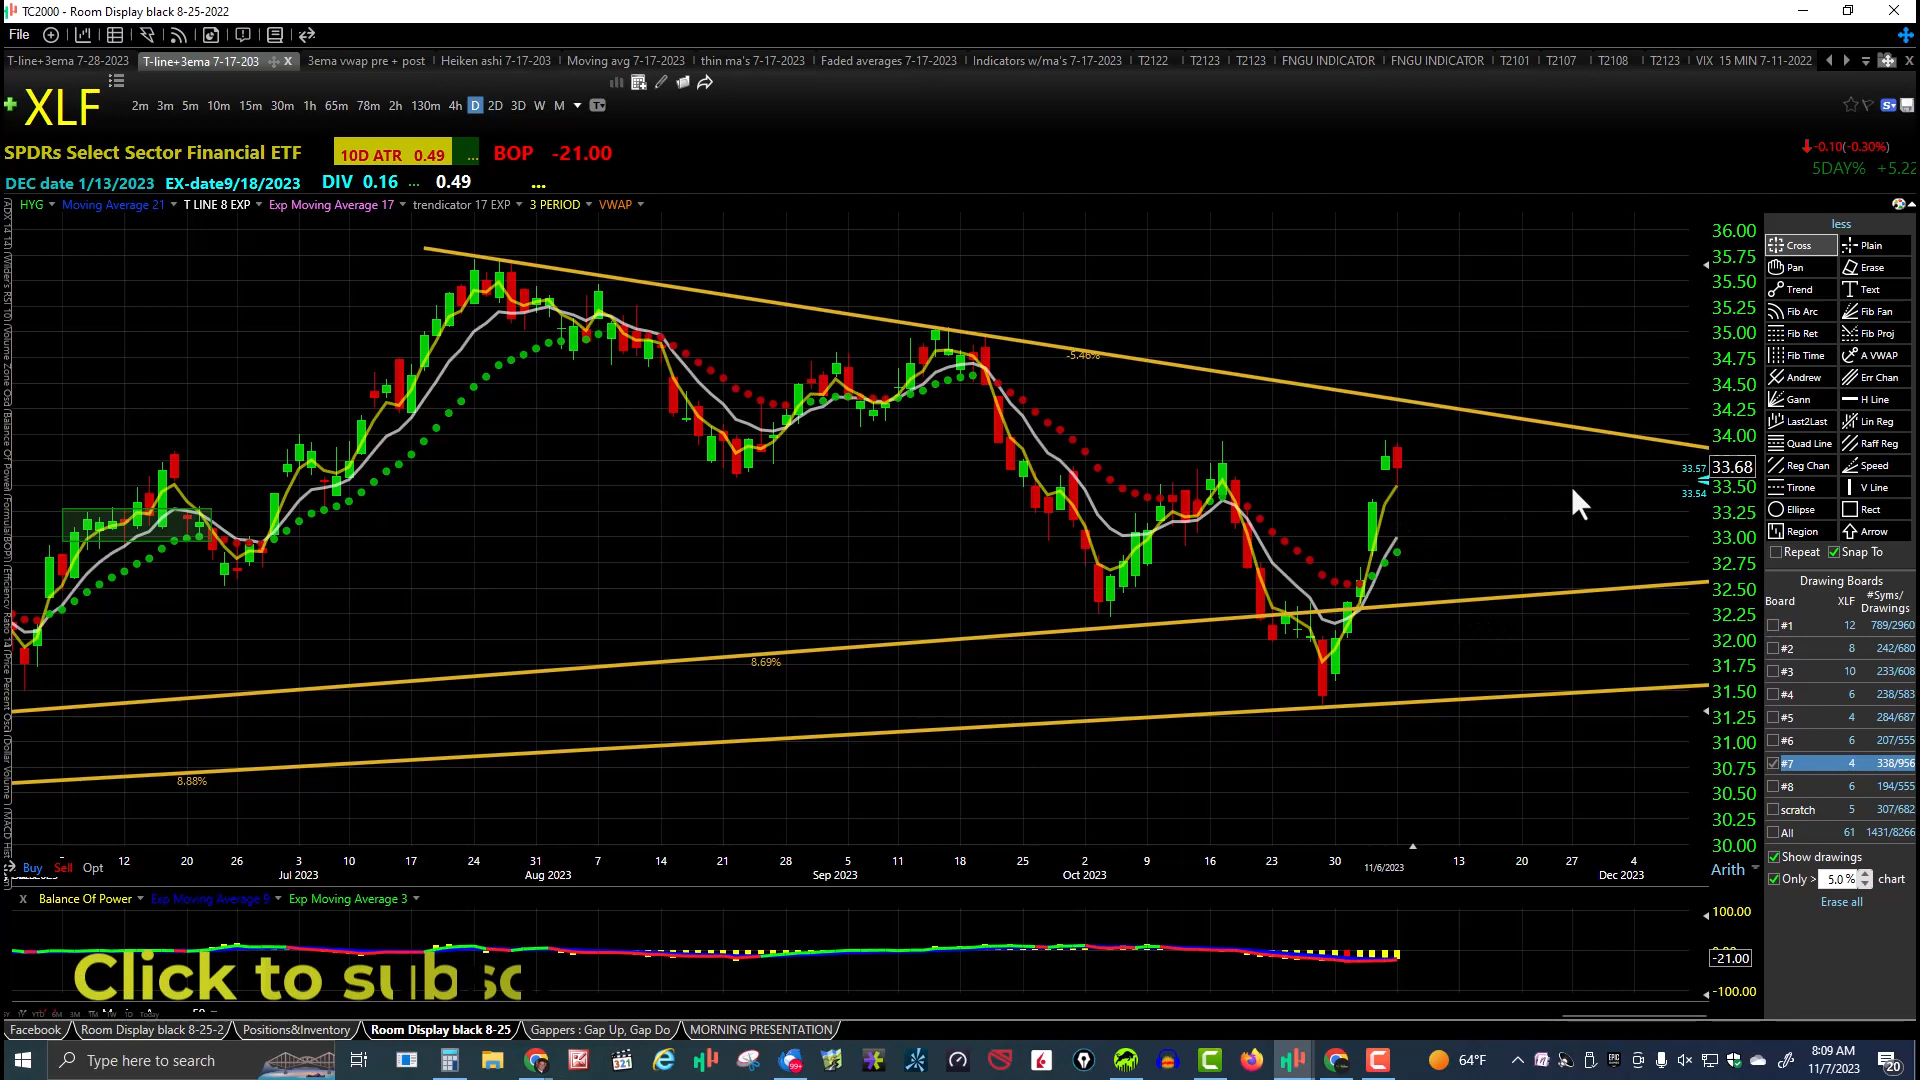 TC2000 - Room Display black 8-25-2022
File
T-line+3ema 7-28-2023 T-line+3ema 7-17-203 X 3ema vwap pre + post Heiken ashi 7-17-203 Moving avg 7-17-2023 thin ma's 7-17-2023 Faded averages 7-17-2023 Indicators w/ma's 7-17-2023 T2122 T2123 T2123 FNGU INDICATOR FNGU INDICATOR T2101 T2107 T2108 T2123 VIX 15 MIN 7-11-2022
XLF 2m 3m 5m 10m 15m 30m 1h 65m 78m 2h 130m 4h D 2D 3D W M
SPDRs Select Sector Financial ETF 10D ATR 0.49 ... BOP -21.00
-0.10(-0.30%)
5DAY% +5.22
DEC date 1/13/2023 EX-date9/18/2023 DIV 0.16 ... 0.49 ...
HYG Moving Average 21 T LINE 8 EXP Exp Moving Average 17 trendicator 17 EXP 3 PERIOD VWAP
36.00
35.75
35.50
35.25
35.00
34.75
34.50
34.25
34.00
33.57 33.68
33.50
33.54
33.25
33.00
32.75
32.50
32.25
32.00
31.75
31.50
31.25
31.00
30.75
30.50
30.25
30.00
-5.46%
8.69%
8.88%
less
Cross Plain
Pan Erase
Trend Text
Fib Arc Fib Fan
Fib Ret Fib Proj
Fib Time A VWAP
Andrew Err Chan
Gann H Line
Last2Last Lin Reg
Quad Line Raff Reg
Reg Chan Speed
Tirone V Line
Ellipse Rect
Region Arrow
Repeat Snap To
Drawing Boards
Board XLF #Syms/
Drawings
#1 12 789/2960
#2 8 242/680
#3 10 233/608
#4 6 238/583
#5 4 284/687
#6 6 207/555
#7 4 338/956
#8 6 194/555
scratch 5 307/682
All 61 1431/8266
Show drawings
Only > 5.0 % chart
Erase all
Buy Sell Opt
12 20 26 3 10 17 24 31 7 14 21 28 5 11 18 25 2 9 16 23 30 11/6/2023 13 20 27 4
Jul 2023 Aug 2023 Sep 2023 Oct 2023 Dec 2023
Arith
X Balance Of Power Exp Moving Average 9 Exp Moving Average 3
100.00
-21.00
-100.00
Click to subsc
Facebook Room Display black 8-25-2 Positions&Inventory Room Display black 8-25 Gappers : Gap Up, Gap Do MORNING PRESENTATION
Type here to search
64°F
8:09 AM
11/7/2023
20